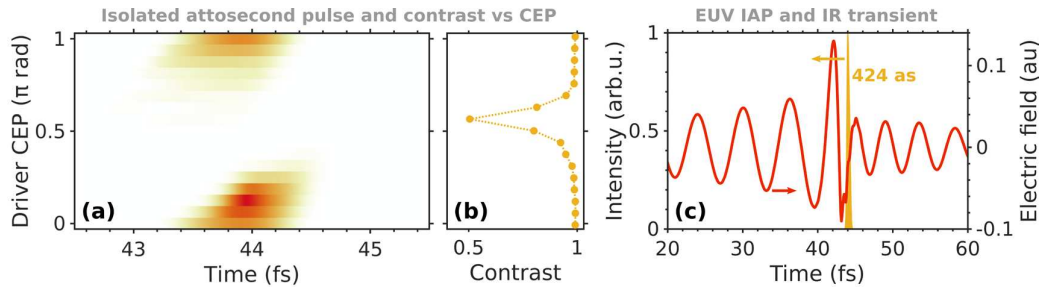 Isolated attosecond pulse and contrast vs CEP
EUV IAP and IR transient
Driver CEP (π rad)
1
0.5
0
(a)
43
44
45
Time (fs)
(b)
0.5
1
Contrast
Intensity (arb.u.)
1
0.5
0
(c)
424 as
20
30
40
50
60
Time (fs)
0.1
0
-0.1
Electric field (au)